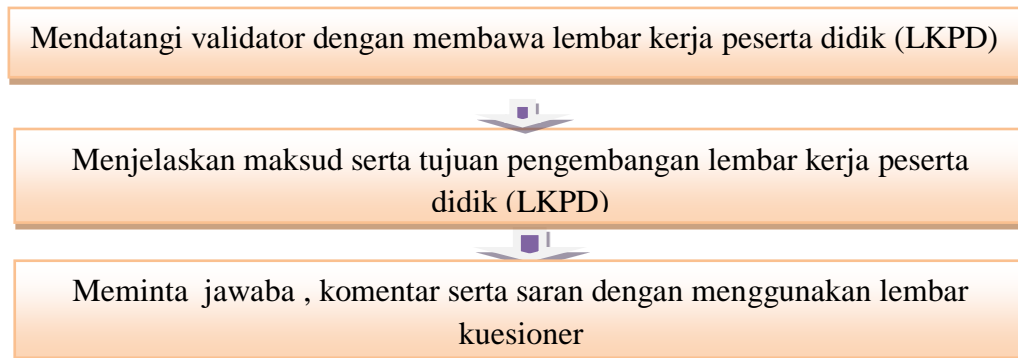 Mendatangi validator dengan membawa lembar kerja peserta didik (LKPD)
Menjelaskan maksud serta tujuan pengembangan lembar kerja peserta
didik (LKPD)
Meminta jawaba , komentar serta saran dengan menggunakan lembar
kuesioner